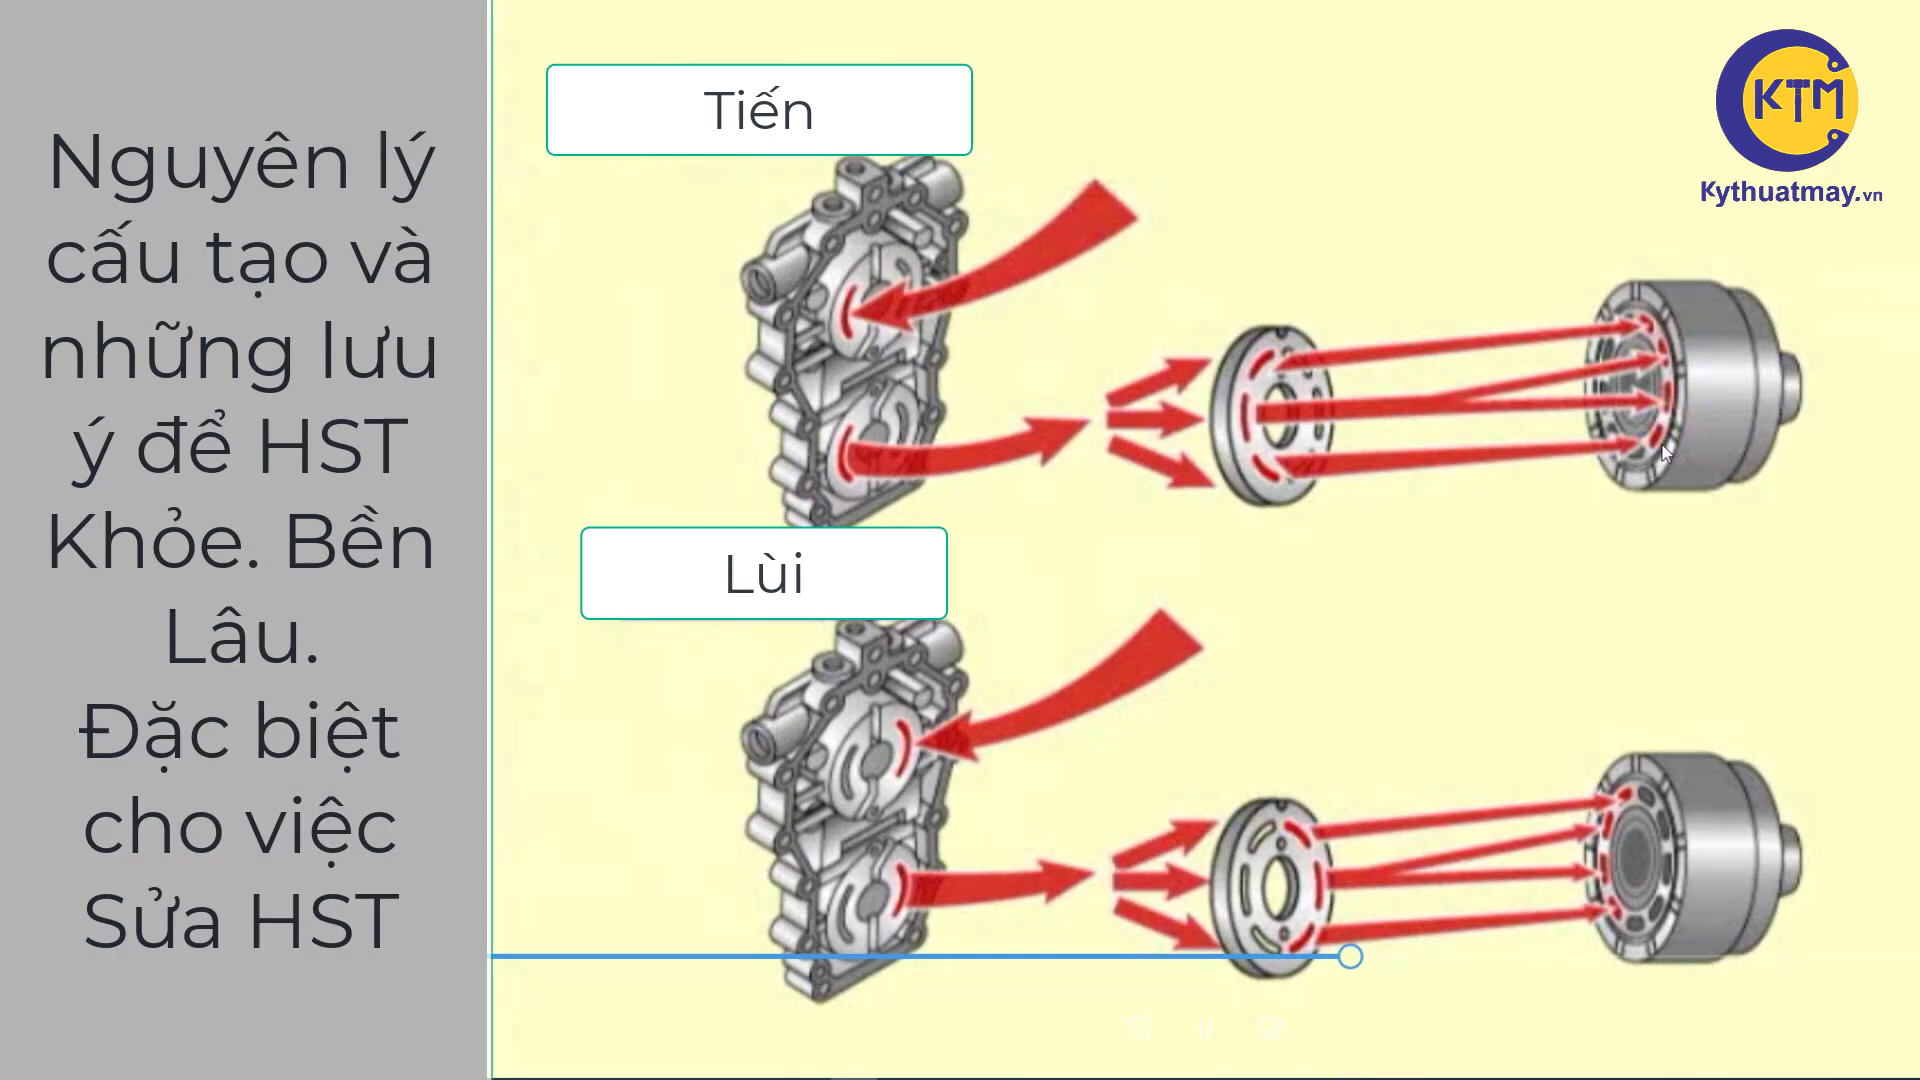 Nguyên lý
cấu tạo và
những lưu
ý để HST
Khỏe. Bền
Lâu.
Đặc biệt
cho việc
Sửa HST
Tiến
KTM
Kythuatmay.vn
Lùi